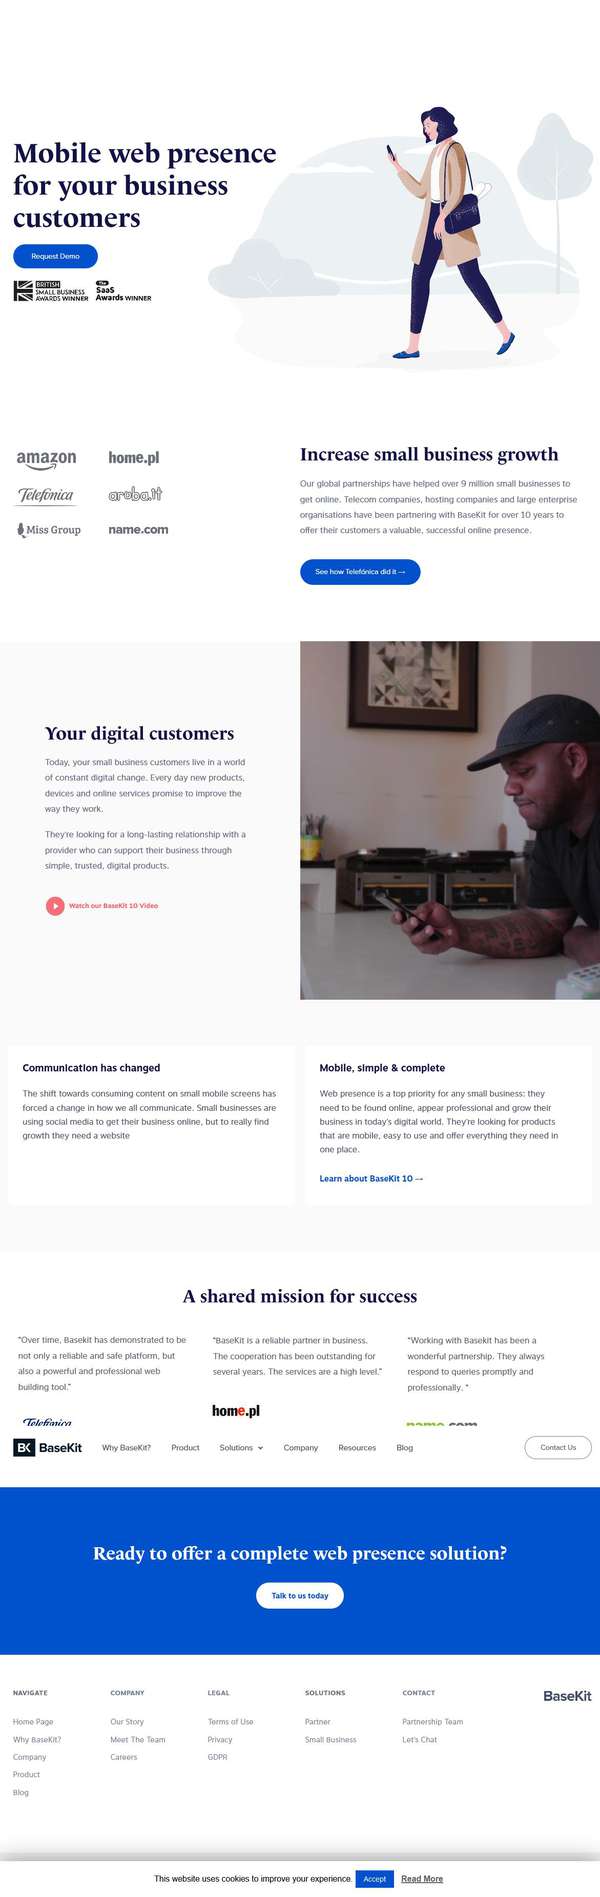 Mobile web presence
for your business
customers
Request Demo
BRITISH
SMALL BUSINESS
AWARDS WINNER
The
SaaS
Awards WINNER
amazon
home.pl
Telefónica
aruba.it
Miss Group
name.com
Increase small business growth
Our global partnerships have helped over 9 million small businesses to
get online. Telecom companies, hosting companies and large enterprise
organisations have been partnering with BaseKit for over 10 years to
offer their customers a valuable, successful online presence.
See how Telefónica did it →
Your digital customers
Today, your small business customers live in a world
of constant digital change. Every day new products,
devices and online services promise to improve the
way they work.
They're looking for a long-lasting relationship with a
provider who can support their business through
simple, trusted, digital products.
Watch our BaseKit 10 Video
Communication has changed
The shift towards consuming content on small mobile screens has
forced a change in how we all communicate. Small businesses are
using social media to get their business online, but to really find
growth they need a website
Mobile, simple & complete
Web presence is a top priority for any small business: they
need to be found online, appear professional and grow their
business in today's digital world. They're looking for products
that are mobile, easy to use and offer everything they need in
one place.
Learn about BaseKit 10 →
A shared mission for success
"Over time, Basekit has demonstrated to be
not only a reliable and safe platform, but
also a powerful and professional web
building tool."
Telefónica
"BaseKit is a reliable partner in business.
The cooperation has been outstanding for
several years. The services are a high level."
home.pl
"Working with Basekit has been a
wonderful partnership. They always
respond to queries promptly and
professionally. "
name.com
BK BaseKit
Why BaseKit?
Product
Solutions
Company
Resources
Blog
Contact Us
Ready to offer a complete web presence solution?
Talk to us today
NAVIGATE
Home Page
Why BaseKit?
Company
Product
Blog
COMPANY
Our Story
Meet The Team
Careers
LEGAL
Terms of Use
Privacy
GDPR
SOLUTIONS
Partner
Small Business
CONTACT
Partnership Team
Let's Chat
BaseKit
This website uses cookies to improve your experience. Accept Read More